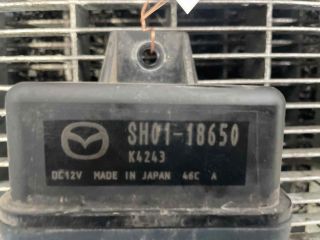 SH01-18650
K4243
DC12V MADE IN JAPAN 46C A